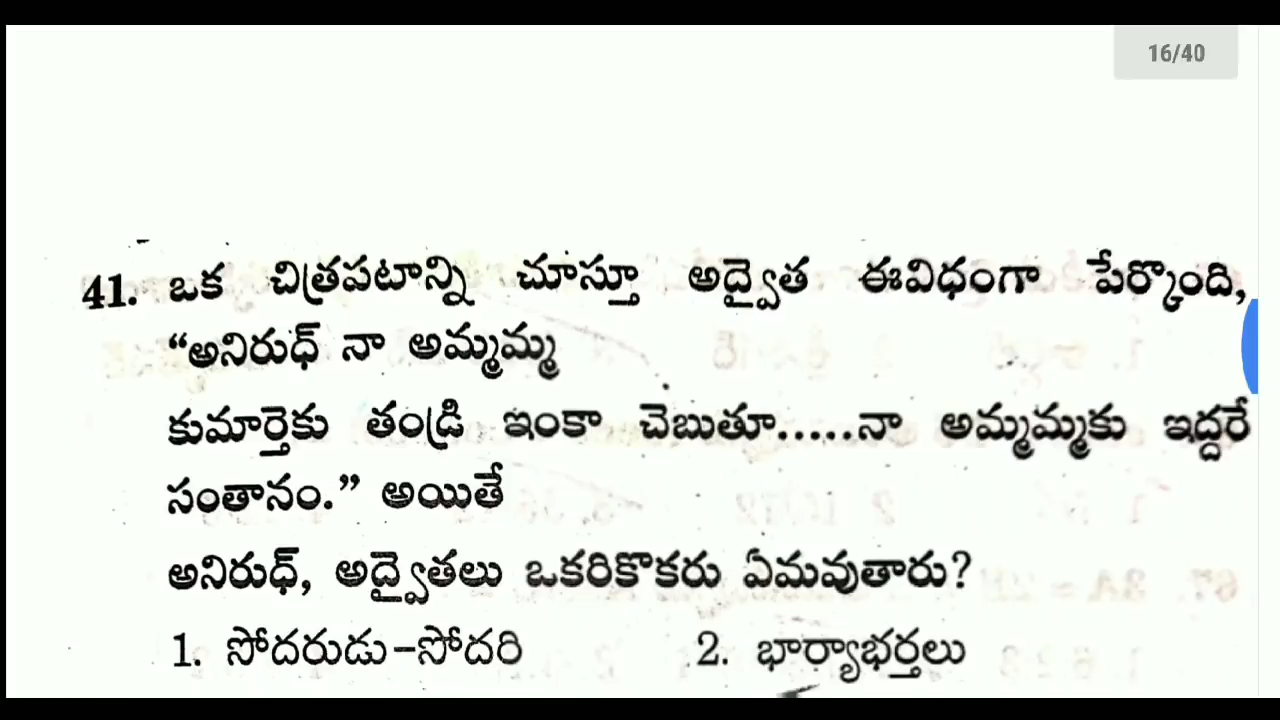 16/40
41. ఒక చిత్రపటాన్ని చూస్తూ అద్వైత ఈవిధంగా పేర్కొంది,
“అనిరుధ్ నా అమ్మమ్మ
కుమార్తెకు తండ్రి ఇంకా చెబుతూ.....నా అమ్మమ్మకు ఇద్దరే
సంతానం.” అయితే
అనిరుధ్, అద్వైతలు ఒకరికొకరు ఏమవుతారు?
1. సోదరుడు-సోదరి 2. భార్యాభర్తలు